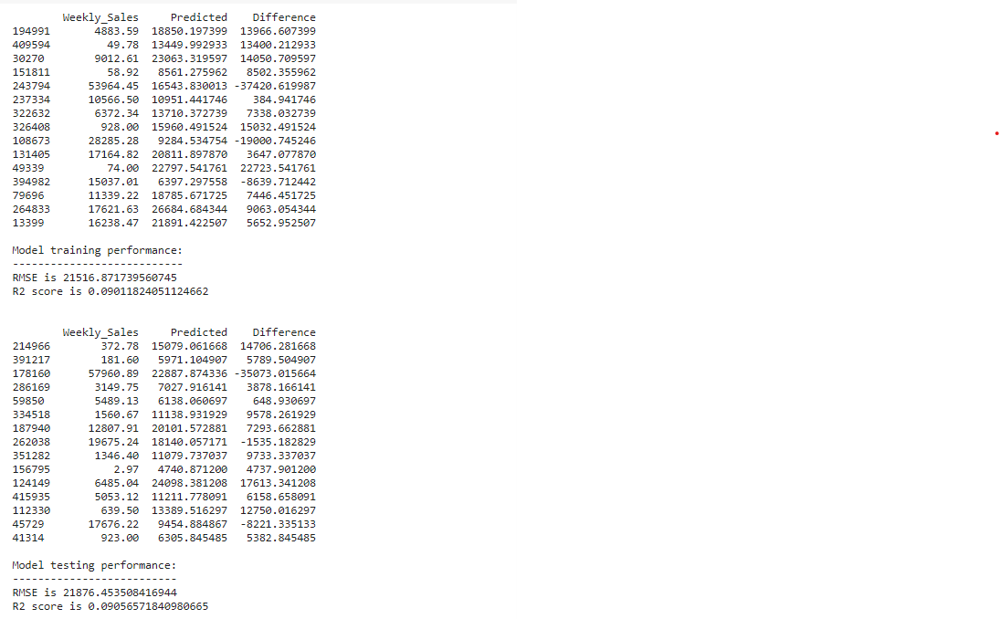 Weekly_Sales Predicted Difference
194991 4883.59 18850.197399 13966.607399
409594 49.78 13449.992933 13400.212933
30270 9012.61 23063.319597 14050.709597
151811 58.92 8561.275962 8502.355962
243794 53964.45 16543.830013 -37420.619987
237334 10566.50 10951.441746 384.941746
322632 6372.34 13710.372739 7338.032739
326408 928.00 15960.491524 15032.491524
108673 28285.28 9284.534754 -19000.745246
131405 17164.82 20811.897870 3647.077870
49339 74.00 22797.541761 22723.541761
394982 15037.01 6397.297558 -8639.712442
79696 11339.22 18785.671725 7446.451725
264833 17621.63 26684.684344 9063.054344
13399 16238.47 21891.422507 5652.952507
Model training performance:
---------------------------
RMSE is 21516.871739560745
R2 score is 0.09011824051124662
Weekly_Sales Predicted Difference
214966 372.78 15079.061668 14706.281668
391217 181.60 5971.104907 5789.504907
178160 57960.89 22887.874336 -35073.015664
286169 3149.75 7027.916141 3878.166141
59850 5489.13 6138.060697 648.930697
334518 1560.67 11138.931929 9578.261929
187940 12807.91 20101.572881 7293.662881
262038 19675.24 18140.057171 -1535.182829
351282 1346.40 11079.737037 9733.337037
156795 2.97 4740.871200 4737.901200
124149 6485.04 24098.381208 17613.341208
415935 5053.12 11211.778091 6158.658091
112330 639.50 13389.516297 12750.016297
45729 17676.22 9454.884867 -8221.335133
41314 923.00 6305.845485 5382.845485
Model testing performance:
--------------------------
RMSE is 21876.453508416944
R2 score is 0.09056571840980665